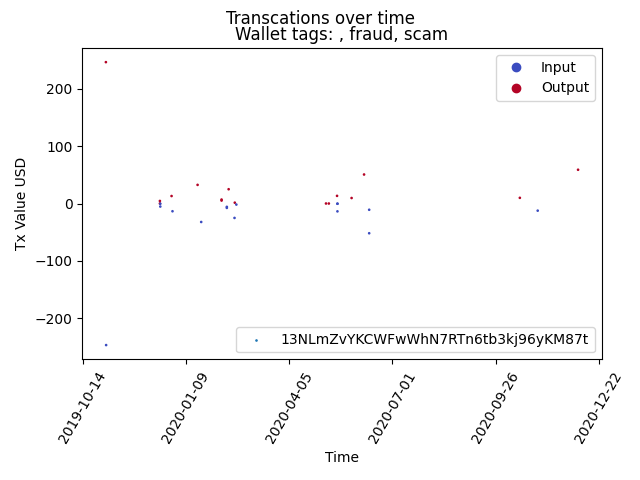 Transcations over time
Wallet tags: , fraud, scam
Input
Output
200
100
0
−100
−200
Tx Value USD
13NLmZvYKCWFwWhN7RTn6tb3kj96yKM87t
2019-10-14
2020-01-09
2020-04-05
2020-07-01
2020-09-26
2020-12-22
Time